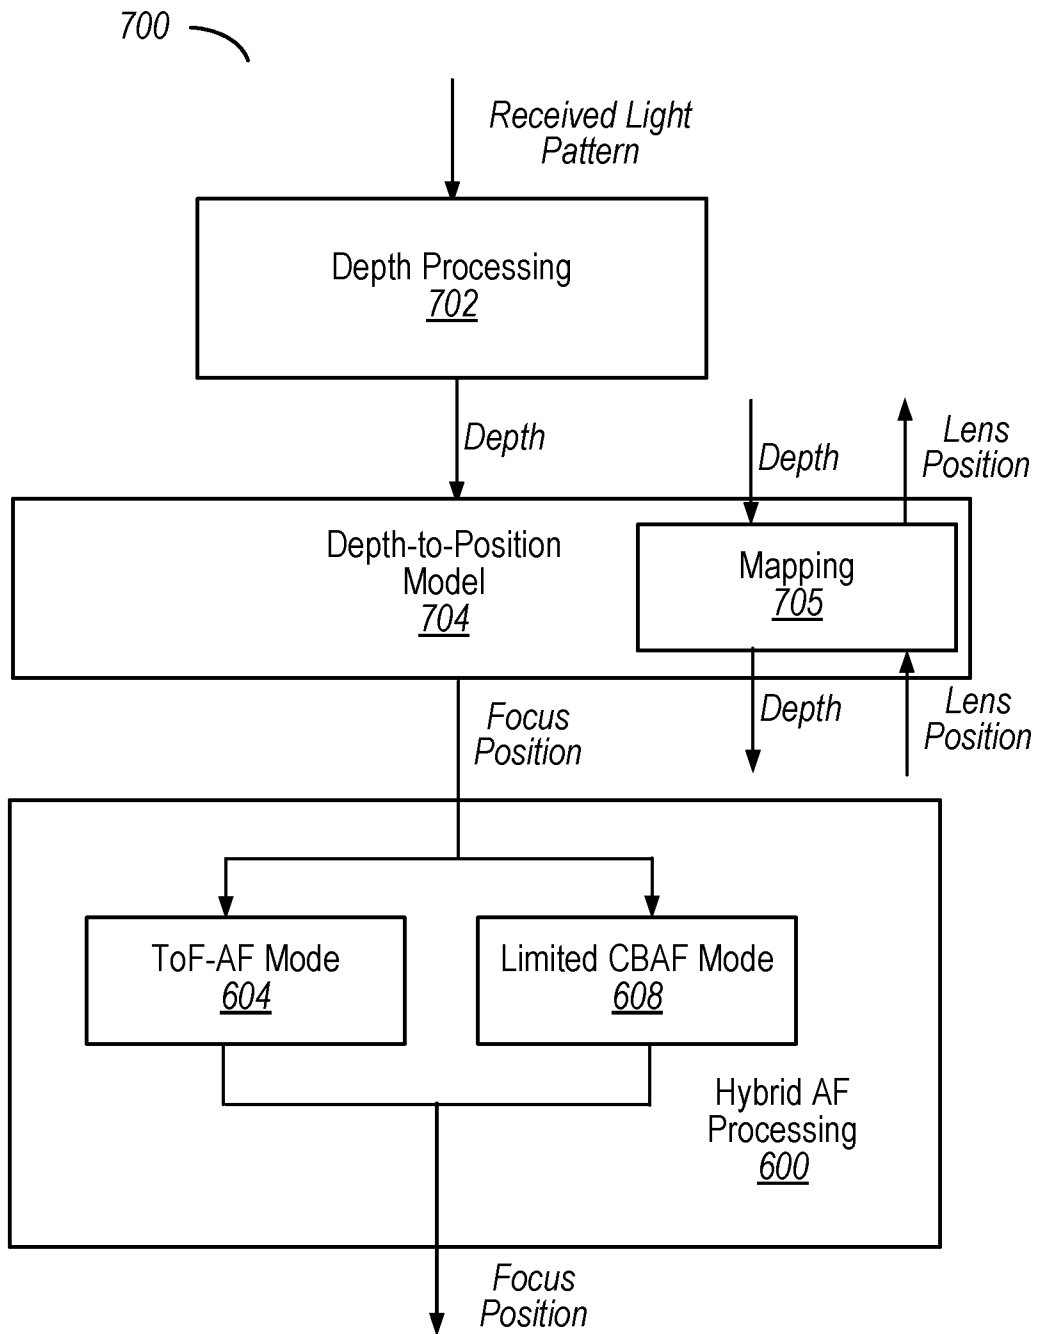 700
Received Light
Pattern
Depth Processing
702
Depth
Depth
Lens
Position
Depth-to-Position
Model
704
Mapping
705
Focus
Position
Depth
Lens
Position
ToF-AF Mode
604
Limited CBAF Mode
608
Hybrid AF
Processing
600
Focus
Position